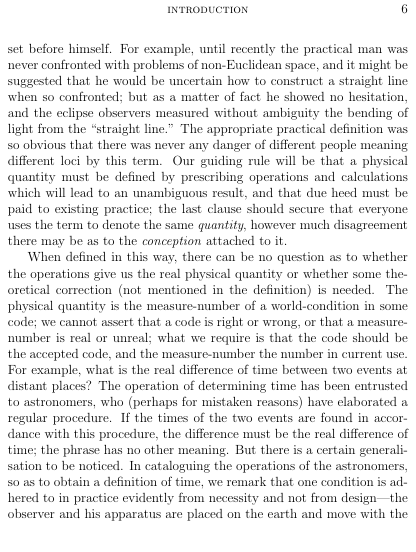 INTRODUCTION 6
set before himself. For example, until recently the practical man was
never confronted with problems of non-Euclidean space, and it might be
suggested that he would be uncertain how to construct a straight line
when so confronted; but as a matter of fact he showed no hesitation,
and the eclipse observers measured without ambiguity the bending of
light from the “straight line.” The appropriate practical definition was
so obvious that there was never any danger of different people meaning
different loci by this term. Our guiding rule will be that a physical
quantity must be defined by prescribing operations and calculations
which will lead to an unambiguous result, and that due heed must be
paid to existing practice; the last clause should secure that everyone
uses the term to denote the same quantity, however much disagreement
there may be as to the conception attached to it.
When defined in this way, there can be no question as to whether
the operations give us the real physical quantity or whether some the-
oretical correction (not mentioned in the definition) is needed. The
physical quantity is the measure-number of a world-condition in some
code; we cannot assert that a code is right or wrong, or that a measure-
number is real or unreal; what we require is that the code should be
the accepted code, and the measure-number the number in current use.
For example, what is the real difference of time between two events at
distant places? The operation of determining time has been entrusted
to astronomers, who (perhaps for mistaken reasons) have elaborated a
regular procedure. If the times of the two events are found in accor-
dance with this procedure, the difference must be the real difference of
time; the phrase has no other meaning. But there is a certain generali-
sation to be noticed. In cataloguing the operations of the astronomers,
so as to obtain a definition of time, we remark that one condition is ad-
hered to in practice evidently from necessity and not from design—the
observer and his apparatus are placed on the earth and move with the